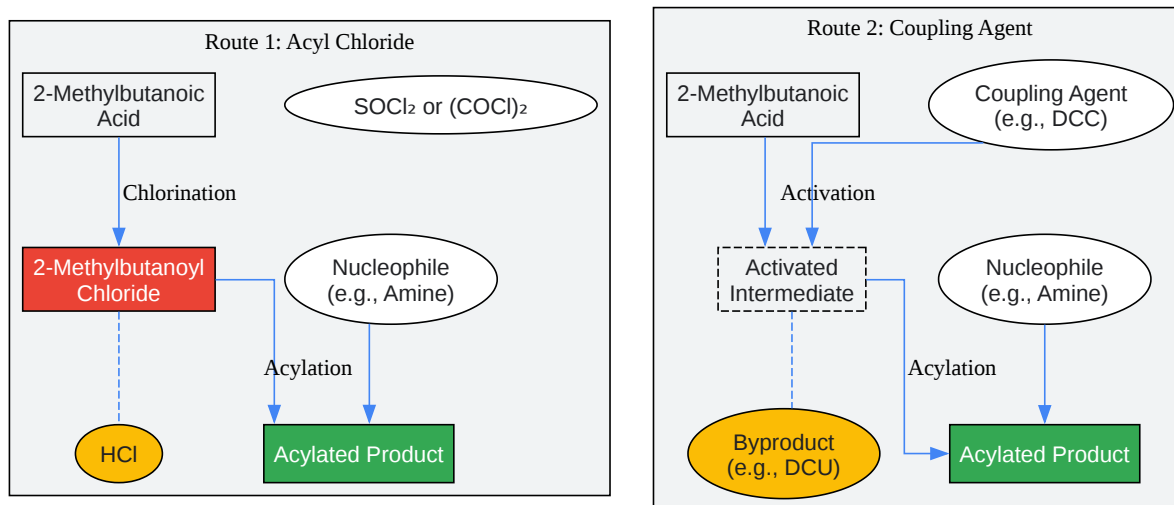 Route 1: Acyl Chloride
2-Methylbutanoic
Acid
SOCl₂ or (COCl)₂
Chlorination
2-Methylbutanoyl
Chloride
Nucleophile
(e.g., Amine)
Acylation
HCl
Acylated Product
Route 2: Coupling Agent
2-Methylbutanoic
Acid
Coupling Agent
(e.g., DCC)
Activation
Activated
Intermediate
Nucleophile
(e.g., Amine)
Acylation
Byproduct
(e.g., DCU)
Acylated Product